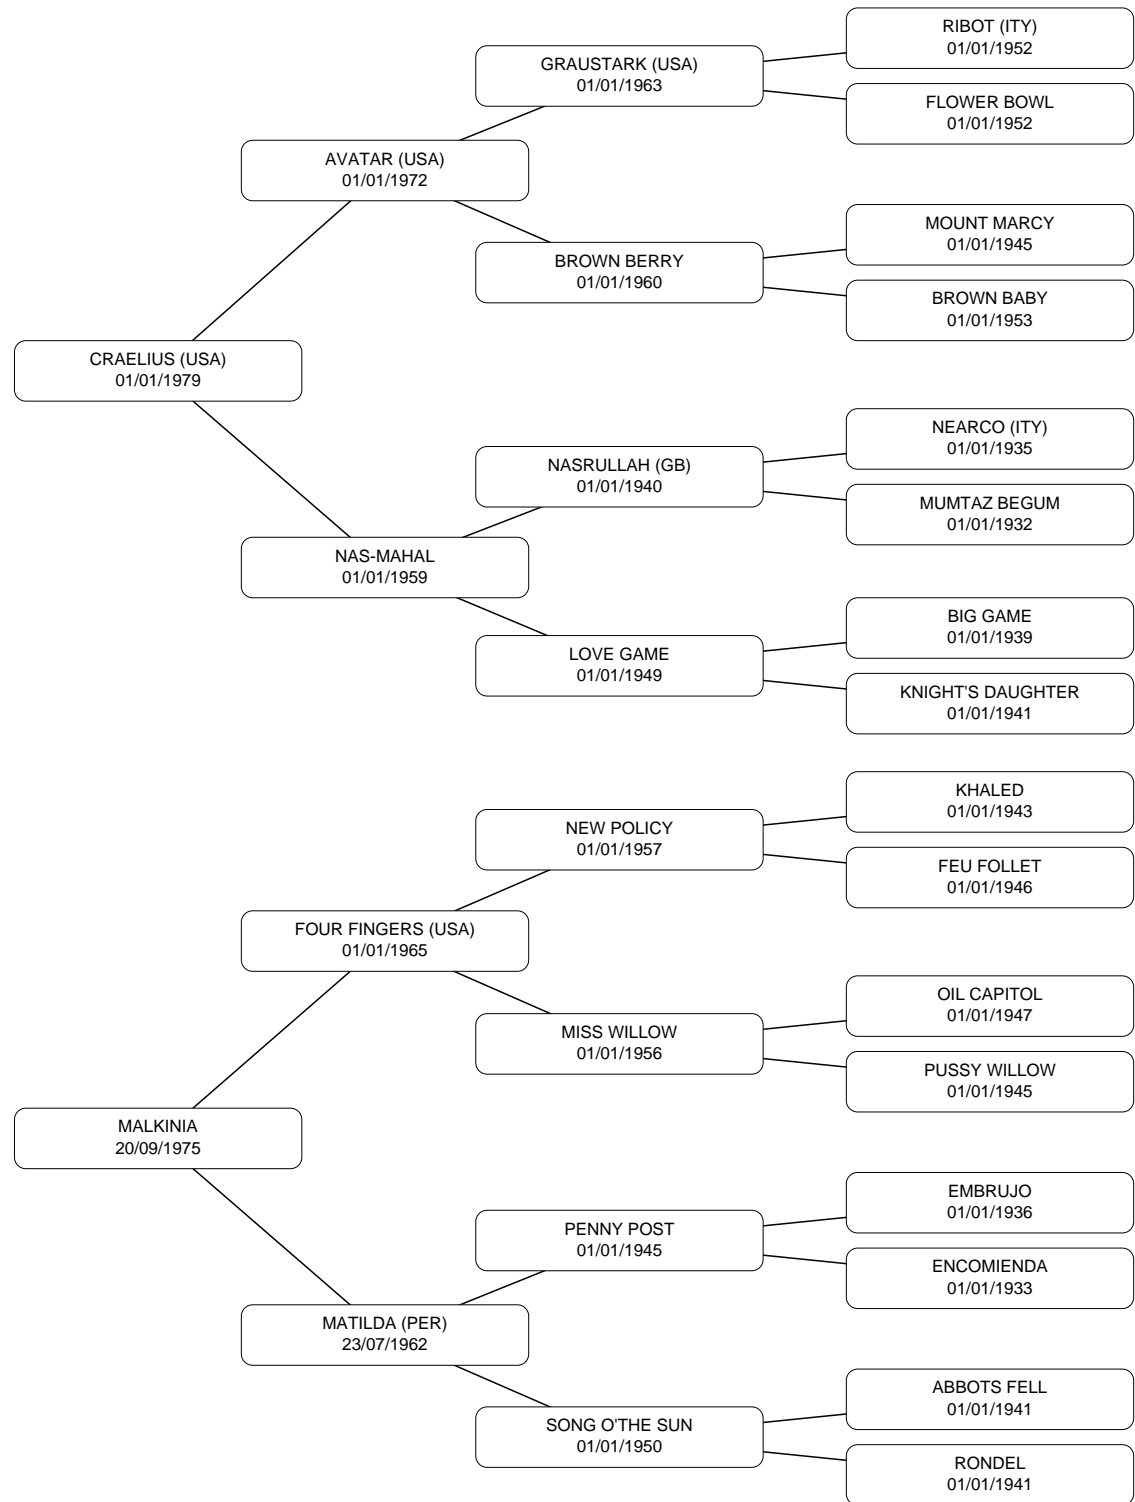 RIBOT (ITY)
01/01/1952
GRAUSTARK (USA)
01/01/1963
FLOWER BOWL
01/01/1952
AVATAR (USA)
01/01/1972
MOUNT MARCY
01/01/1945
BROWN BERRY
01/01/1960
BROWN BABY
01/01/1953
CRAELIUS (USA)
01/01/1979
NEARCO (ITY)
01/01/1935
NASRULLAH (GB)
01/01/1940
MUMTAZ BEGUM
01/01/1932
NAS-MAHAL
01/01/1959
BIG GAME
01/01/1939
LOVE GAME
01/01/1949
KNIGHT'S DAUGHTER
01/01/1941
KHALED
01/01/1943
NEW POLICY
01/01/1957
FEU FOLLET
01/01/1946
FOUR FINGERS (USA)
01/01/1965
OIL CAPITOL
01/01/1947
MISS WILLOW
01/01/1956
PUSSY WILLOW
01/01/1945
MALKINIA
20/09/1975
EMBRUJO
01/01/1936
PENNY POST
01/01/1945
ENCOMIENDA
01/01/1933
MATILDA (PER)
23/07/1962
ABBOTS FELL
01/01/1941
SONG O'THE SUN
01/01/1950
RONDEL
01/01/1941